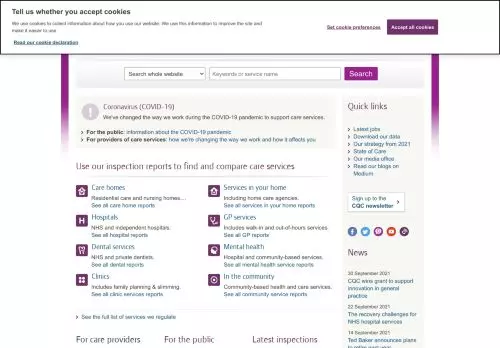 Tell us whether you accept cookies
We use cookies to collect information about how you use our website. We use this information to improve the site and
make it easier to use
Set cookie preferences
Accept all cookies
Read our cookie declaration
Search whole website
Keywords or service name
Search
Coronavirus (COVID-19)
We've changed the way we work during the COVID-19 pandemic to support care services.
For the public: information about the COVID-19 pandemic
For providers of care services: how we're changing the way we work and how it affects you
Use our inspection reports to find and compare care services
Care homes
Residential care and nursing homes....
See all care home reports
Services in your home
Including home care agencies.
See all services in your home reports
Hospitals
NHS and independent hospitals.
See all hospital reports
GP services
Includes walk-in and out-of-hours services.
See all GP reports
Dental services
NHS and private dentists.
See all dental reports
Mental health
Hospital and community-based services.
See all mental health service reports
Clinics
Includes family planning & slimming.
See all clinic services reports
In the community
Community-based health and care services.
See all community service reports
See the full list of services we regulate
For care providers
For the public
Latest inspections
Quick links
Latest jobs
Download our data
Our strategy from 2021
State of Care
Our media office
Read our blogs on
Medium
Sign up to the
CQC newsletter
News
30 September 2021
CQC wins grant to support
innovation in general
practice
22 September 2021
The recovery challenges for
NHS hospital services
14 September 2021
Ted Baker announces plans
to retire next year